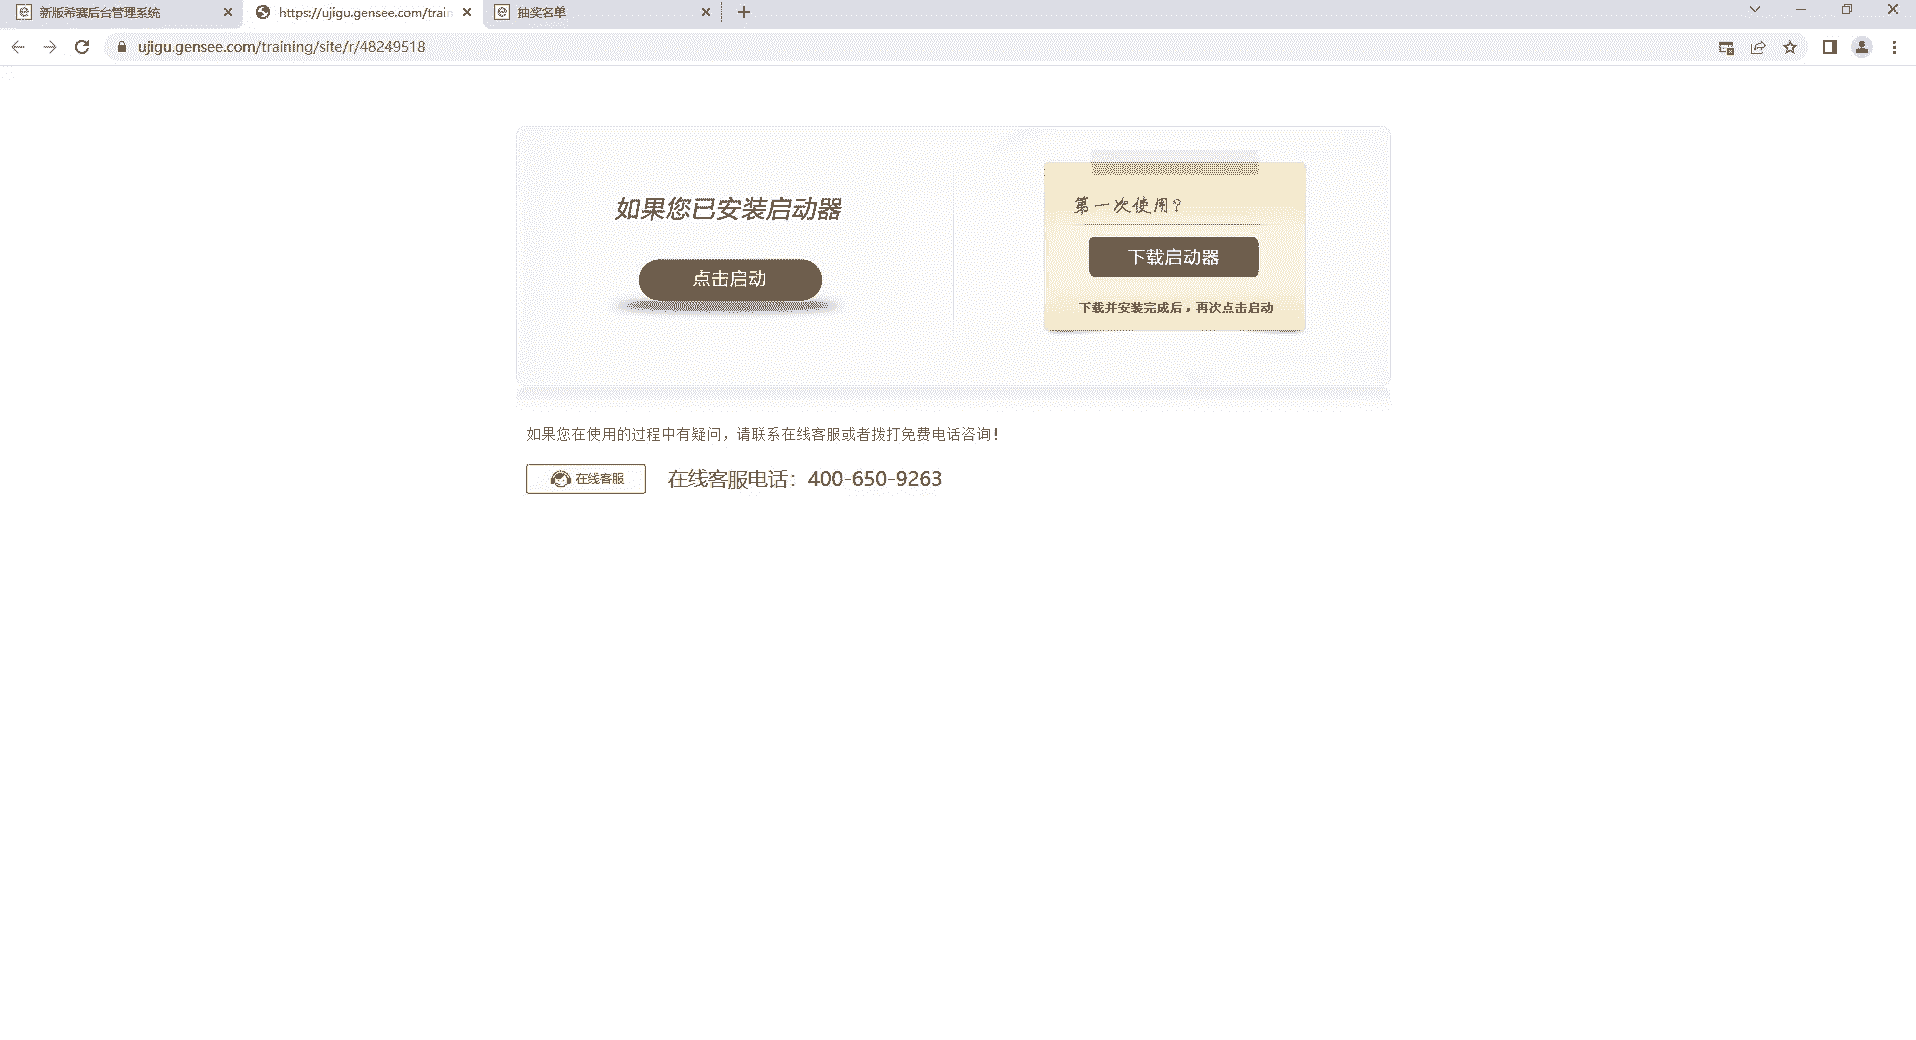 新版希赛后台管理系统
https://ujigu.gensee.com/train
抽奖名单
ujigu.gensee.com/training/site/r/48249518
如果您已安装启动器
点击启动
第一次使用?
下载启动器
下载并安装完成后，再次点击启动
如果您在使用的过程中有疑问，请联系在线客服或者拨打免费电话咨询！
在线客服
在线客服电话：400-650-9263